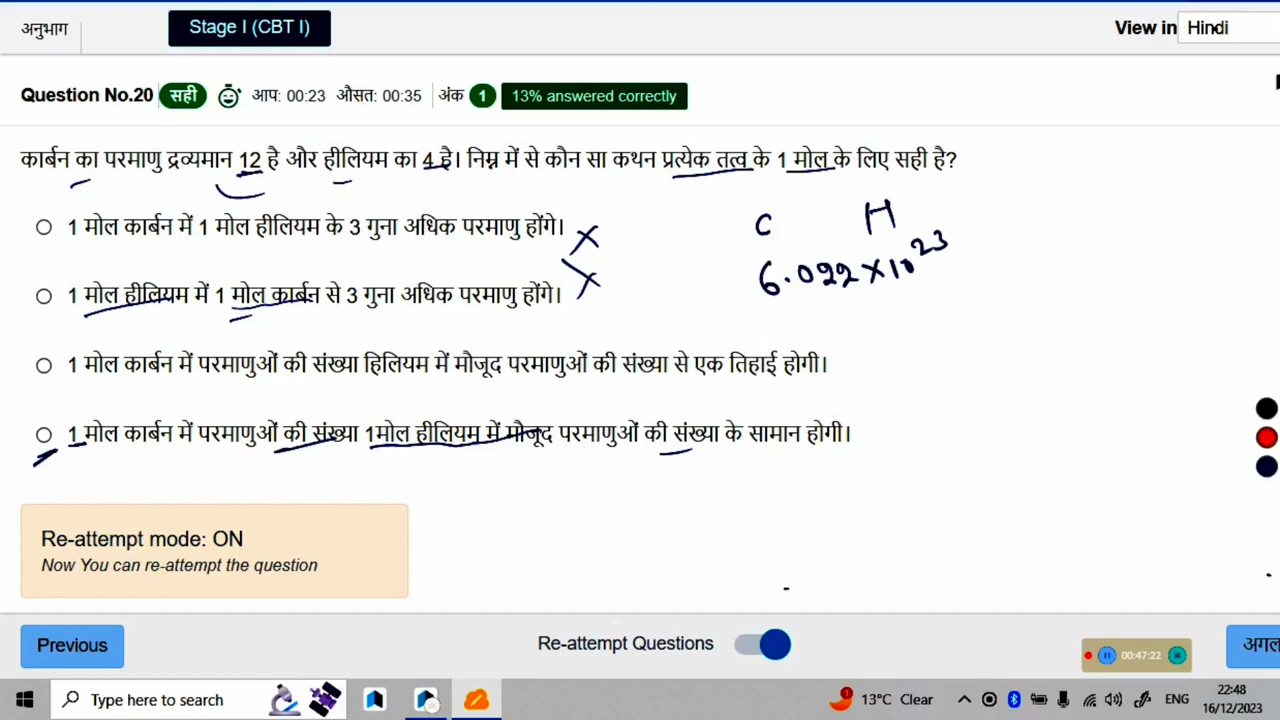 अनुभाग
Stage I (CBT I)
View in Hindi
Question No.20 सही आप: 00:23 औसत: 00:35 अंक 1 13% answered correctly
कार्बन का परमाणु द्रव्यमान 12 है और हीलियम का 4 है। निम्न में से कौन सा कथन प्रत्येक तत्व के 1 मोल के लिए सही है?
1 मोल कार्बन में 1 मोल हीलियम के 3 गुना अधिक परमाणु होंगे।
C H
6.022×10^23
1 मोल हीलियम में 1 मोल कार्बन से 3 गुना अधिक परमाणु होंगे।
1 मोल कार्बन में परमाणुओं की संख्या हिलियम में मौजूद परमाणुओं की संख्या से एक तिहाई होगी।
1 मोल कार्बन में परमाणुओं की संख्या 1मोल हीलियम में मौजूद परमाणुओं की संख्या के सामान होगी।
Re-attempt mode: ON
Now You can re-attempt the question
Previous
Re-attempt Questions
00:47:22
अगल
Type here to search
1
13°C Clear
ENG
22:48
16/12/2023